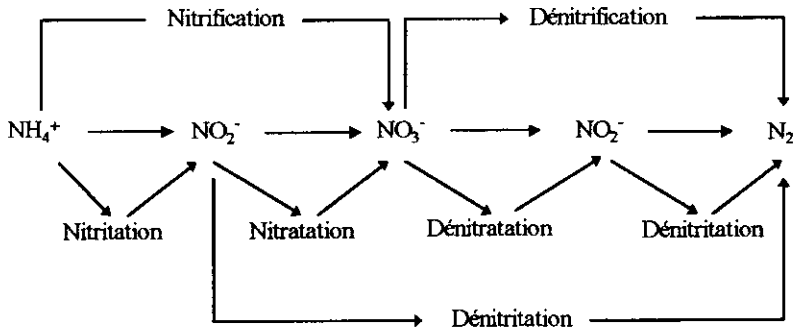 Nitrification Dénitrification
NH₄⁺ NO₂⁻ NO₃⁻ NO₂⁻ N₂
Nitritation Nitratation Dénitratation Dénitritation
Dénitritation